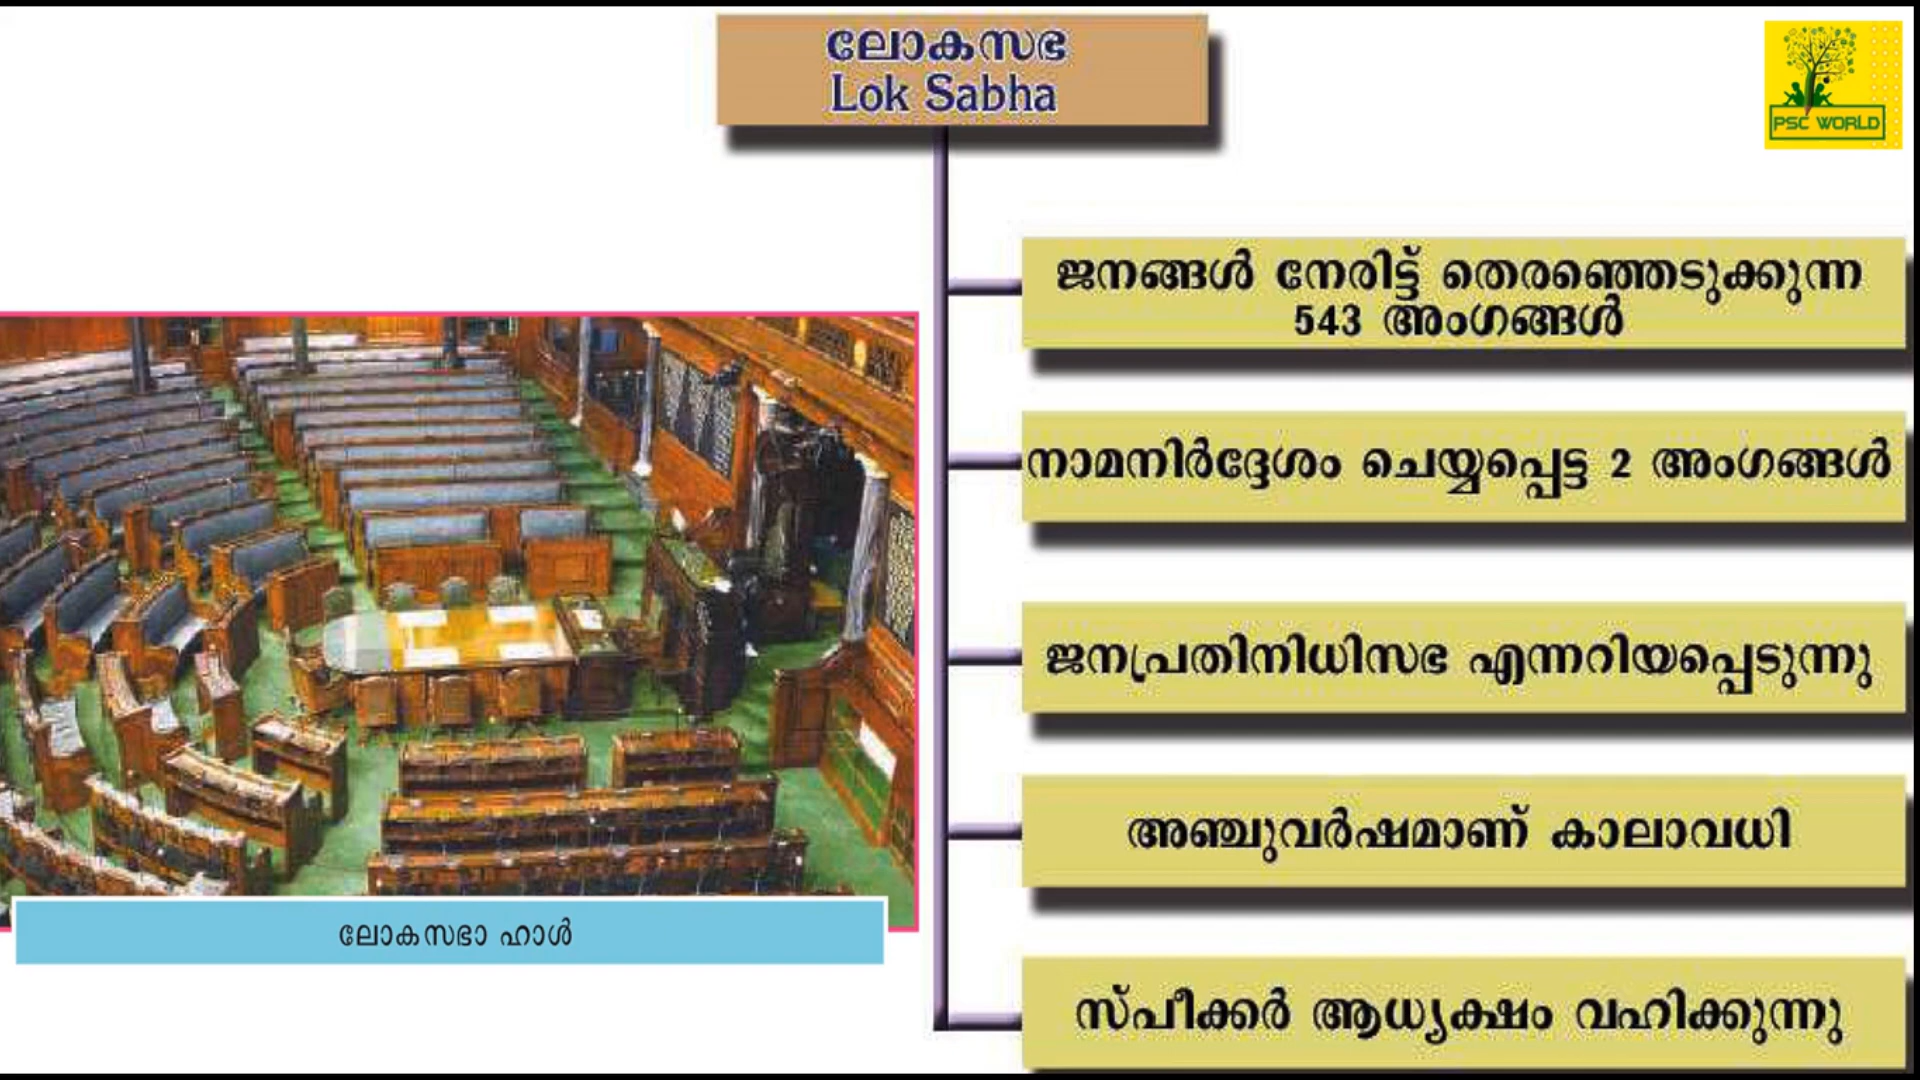 ലോകസഭ
Lok Sabha
PSC WORLD
ജനങ്ങൾ നേരിട്ട് തെരഞ്ഞെടുക്കുന്ന
543 അംഗങ്ങൾ
നാമനിർദ്ദേശം ചെയ്യപ്പെട്ട 2 അംഗങ്ങൾ
ജനപ്രതിനിധിസഭ എന്നറിയപ്പെടുന്നു
അഞ്ചുവർഷമാണ് കാലാവധി
സ്പീക്കർ ആധ്യക്ഷം വഹിക്കുന്നു
ലോകസഭാ ഹാൾ